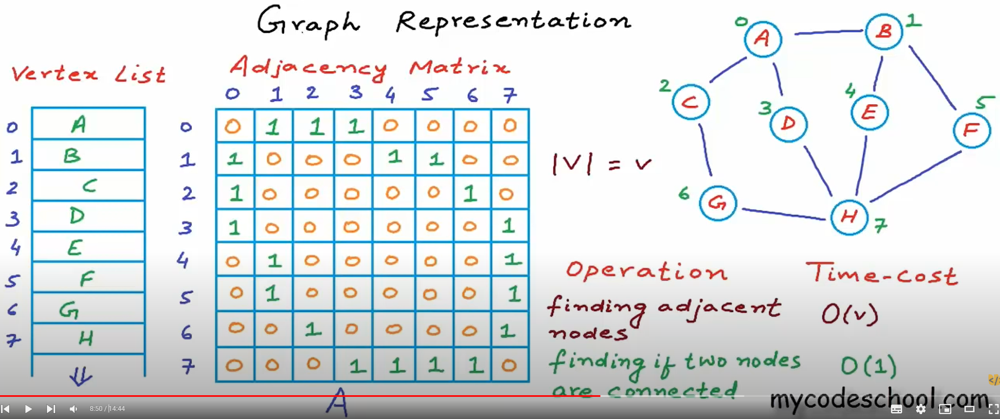 Graph Representation
Vertex List
0 A
1 B
2 C
3 D
4 E
5 F
6 G
7 H
Adjacency Matrix
0 1 2 3 4 5 6 7
0 0 1 1 1 0 0 0 0
1 1 0 0 0 1 1 0 0
2 1 0 0 0 0 0 1 0
3 1 0 0 0 0 0 0 1
4 0 1 0 0 0 0 0 1
5 0 1 0 0 0 0 0 1
6 0 0 1 0 0 0 0 1
7 0 0 0 1 1 1 1 0
A
|V| = v
0 A
B 1
2 C
3 D
4 E
5 F
6 G
H 7
Operation Time-cost
finding adjacent O(v)
nodes
finding if two nodes O(1)
are connected
mycodeschool.com
8:50 / 14:44